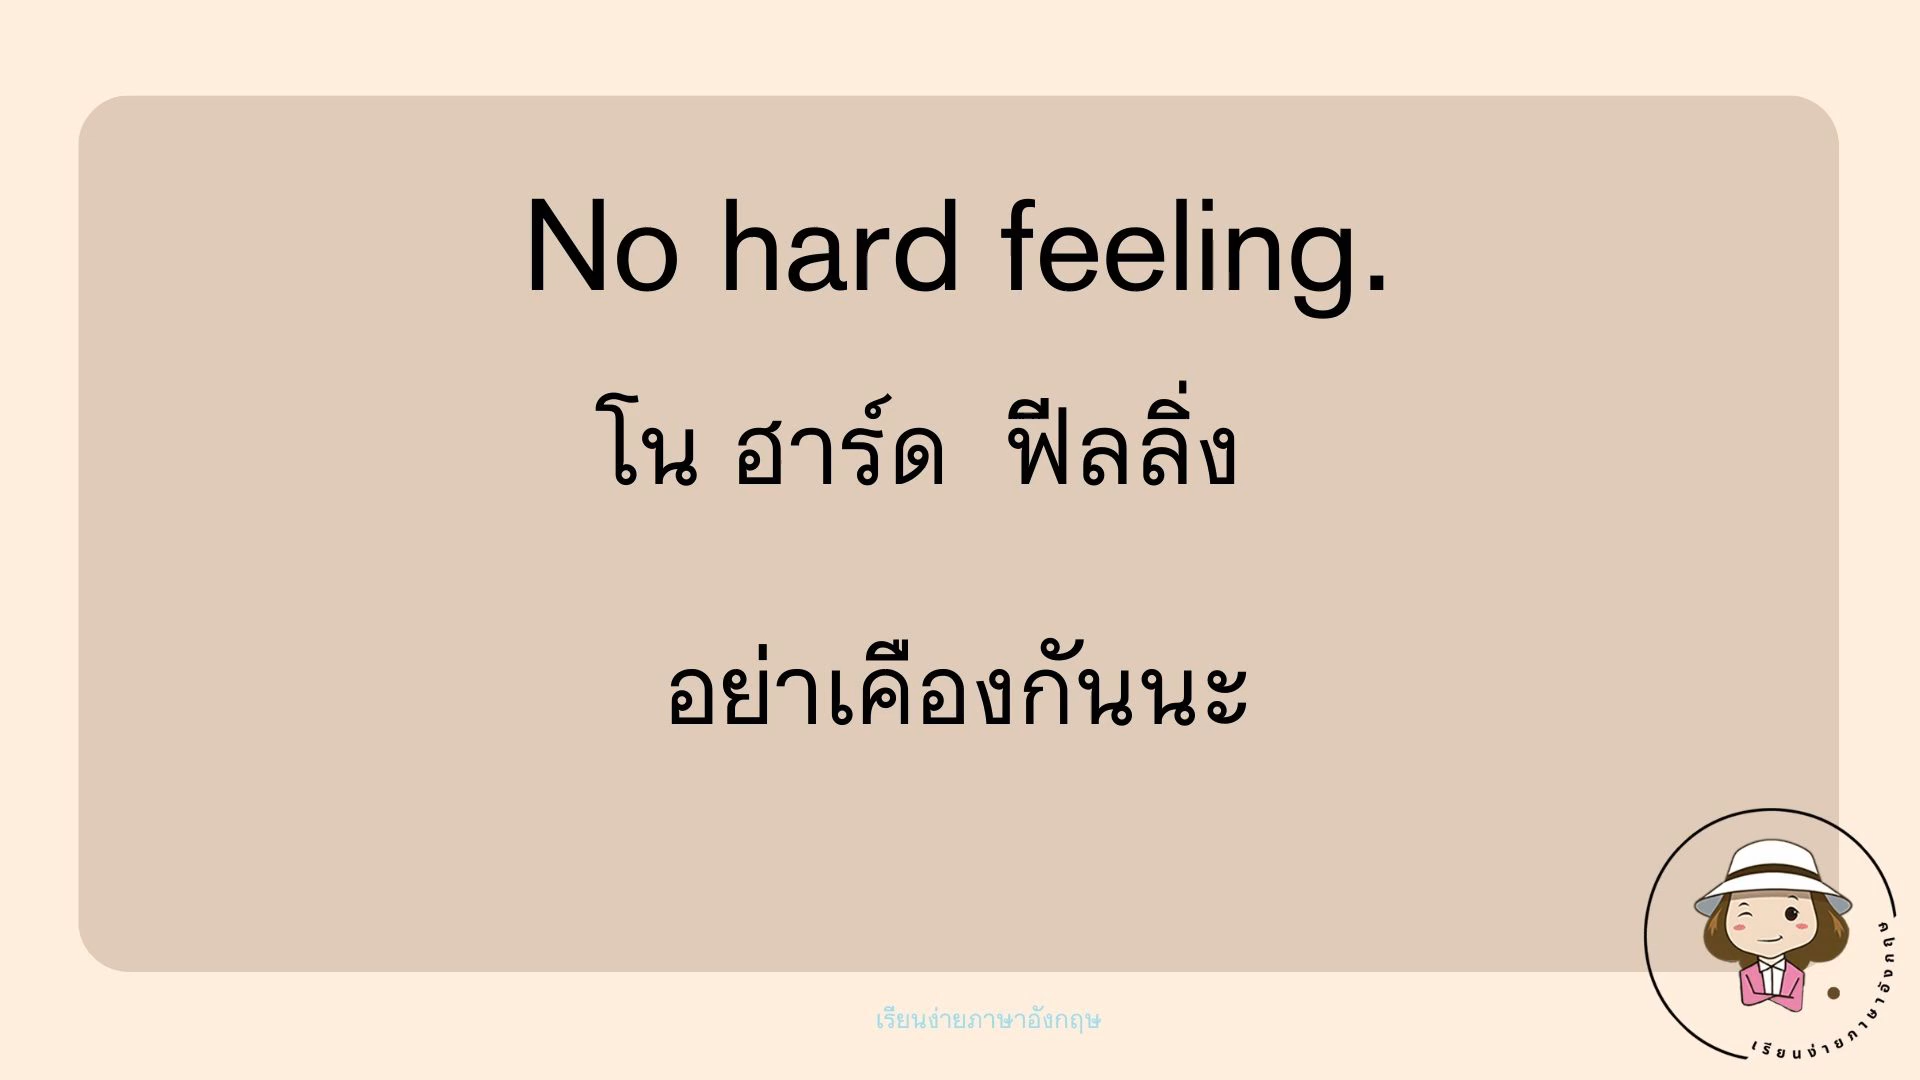 No hard feeling.
โน ฮาร์ด ฟีลลิ่ง
อย่าเคืองกันนะ
เรียนง่ายภาษาอังกฤษ
เรียนง่ายภาษาอังกฤษ